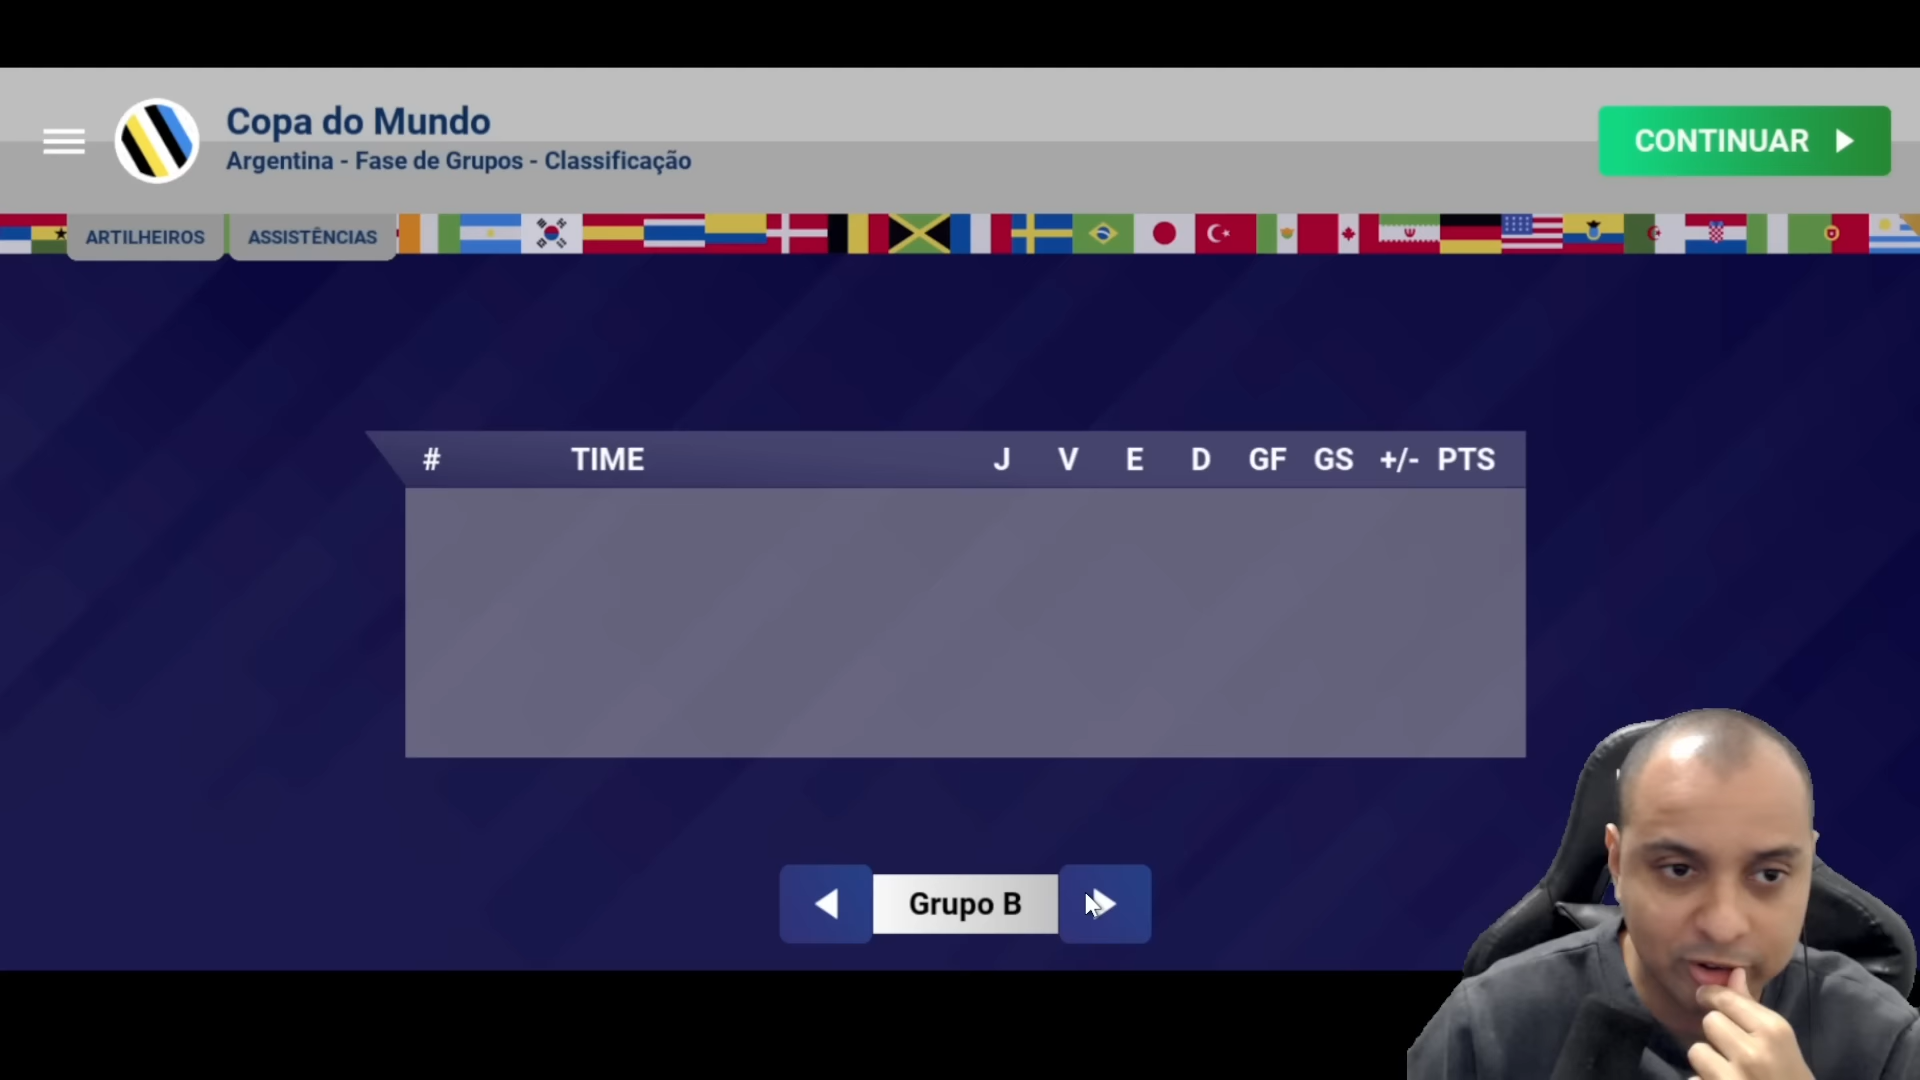 Copa do Mundo
Argentina - Fase de Grupos - Classificação
CONTINUAR
ARTILHEIROS
ASSISTÊNCIAS
# TIME J V E D GF GS +/- PTS
Grupo B